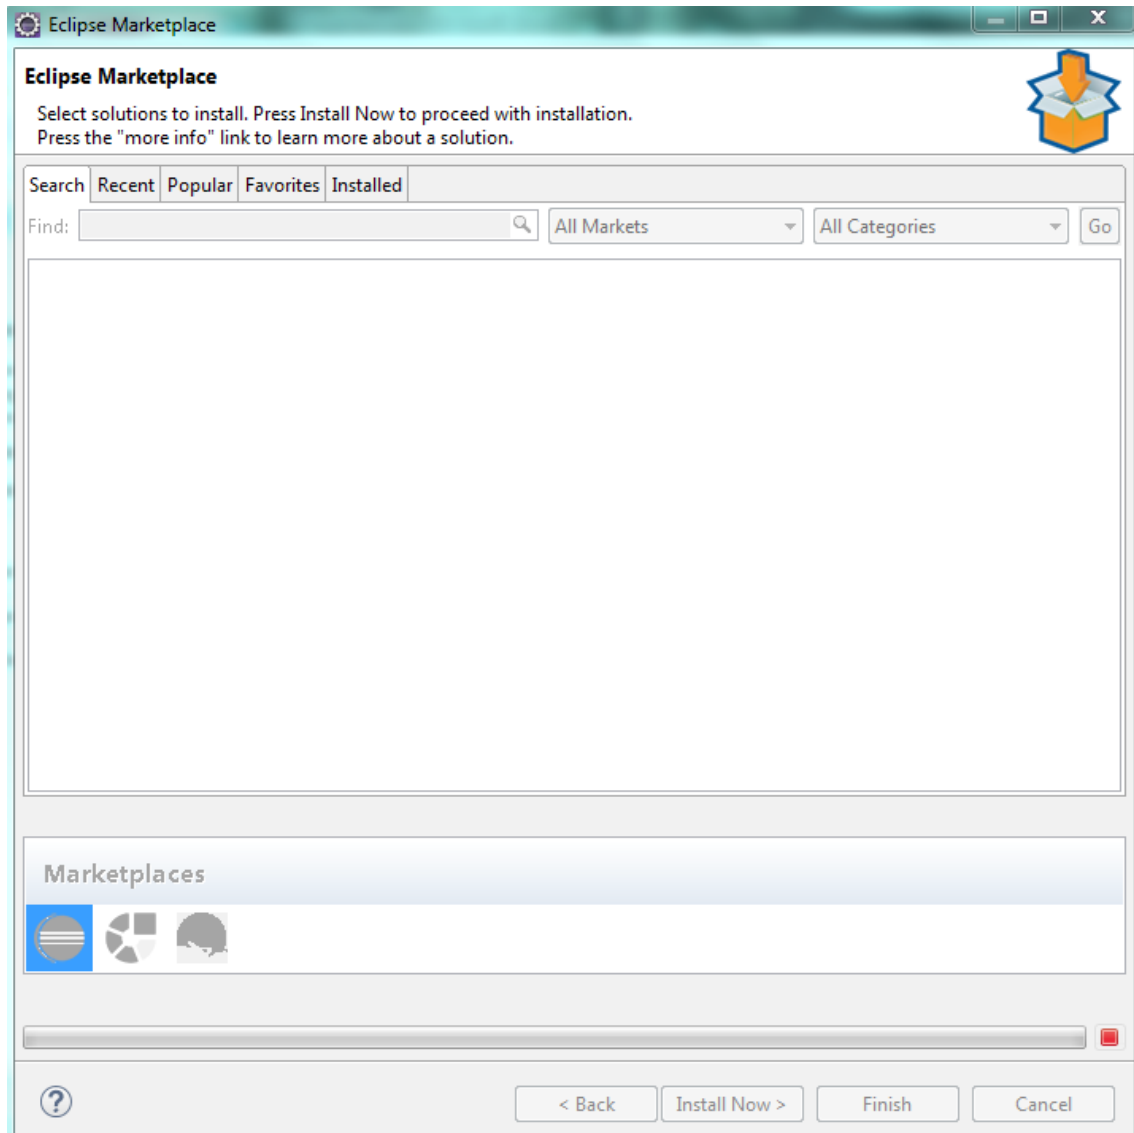 Eclipse Marketplace
Eclipse Marketplace
Select solutions to install. Press Install Now to proceed with installation.
Press the "more info" link to learn more about a solution.
Search Recent Popular Favorites Installed
Find: All Markets All Categories Go
Marketplaces
? < Back Install Now > Finish Cancel